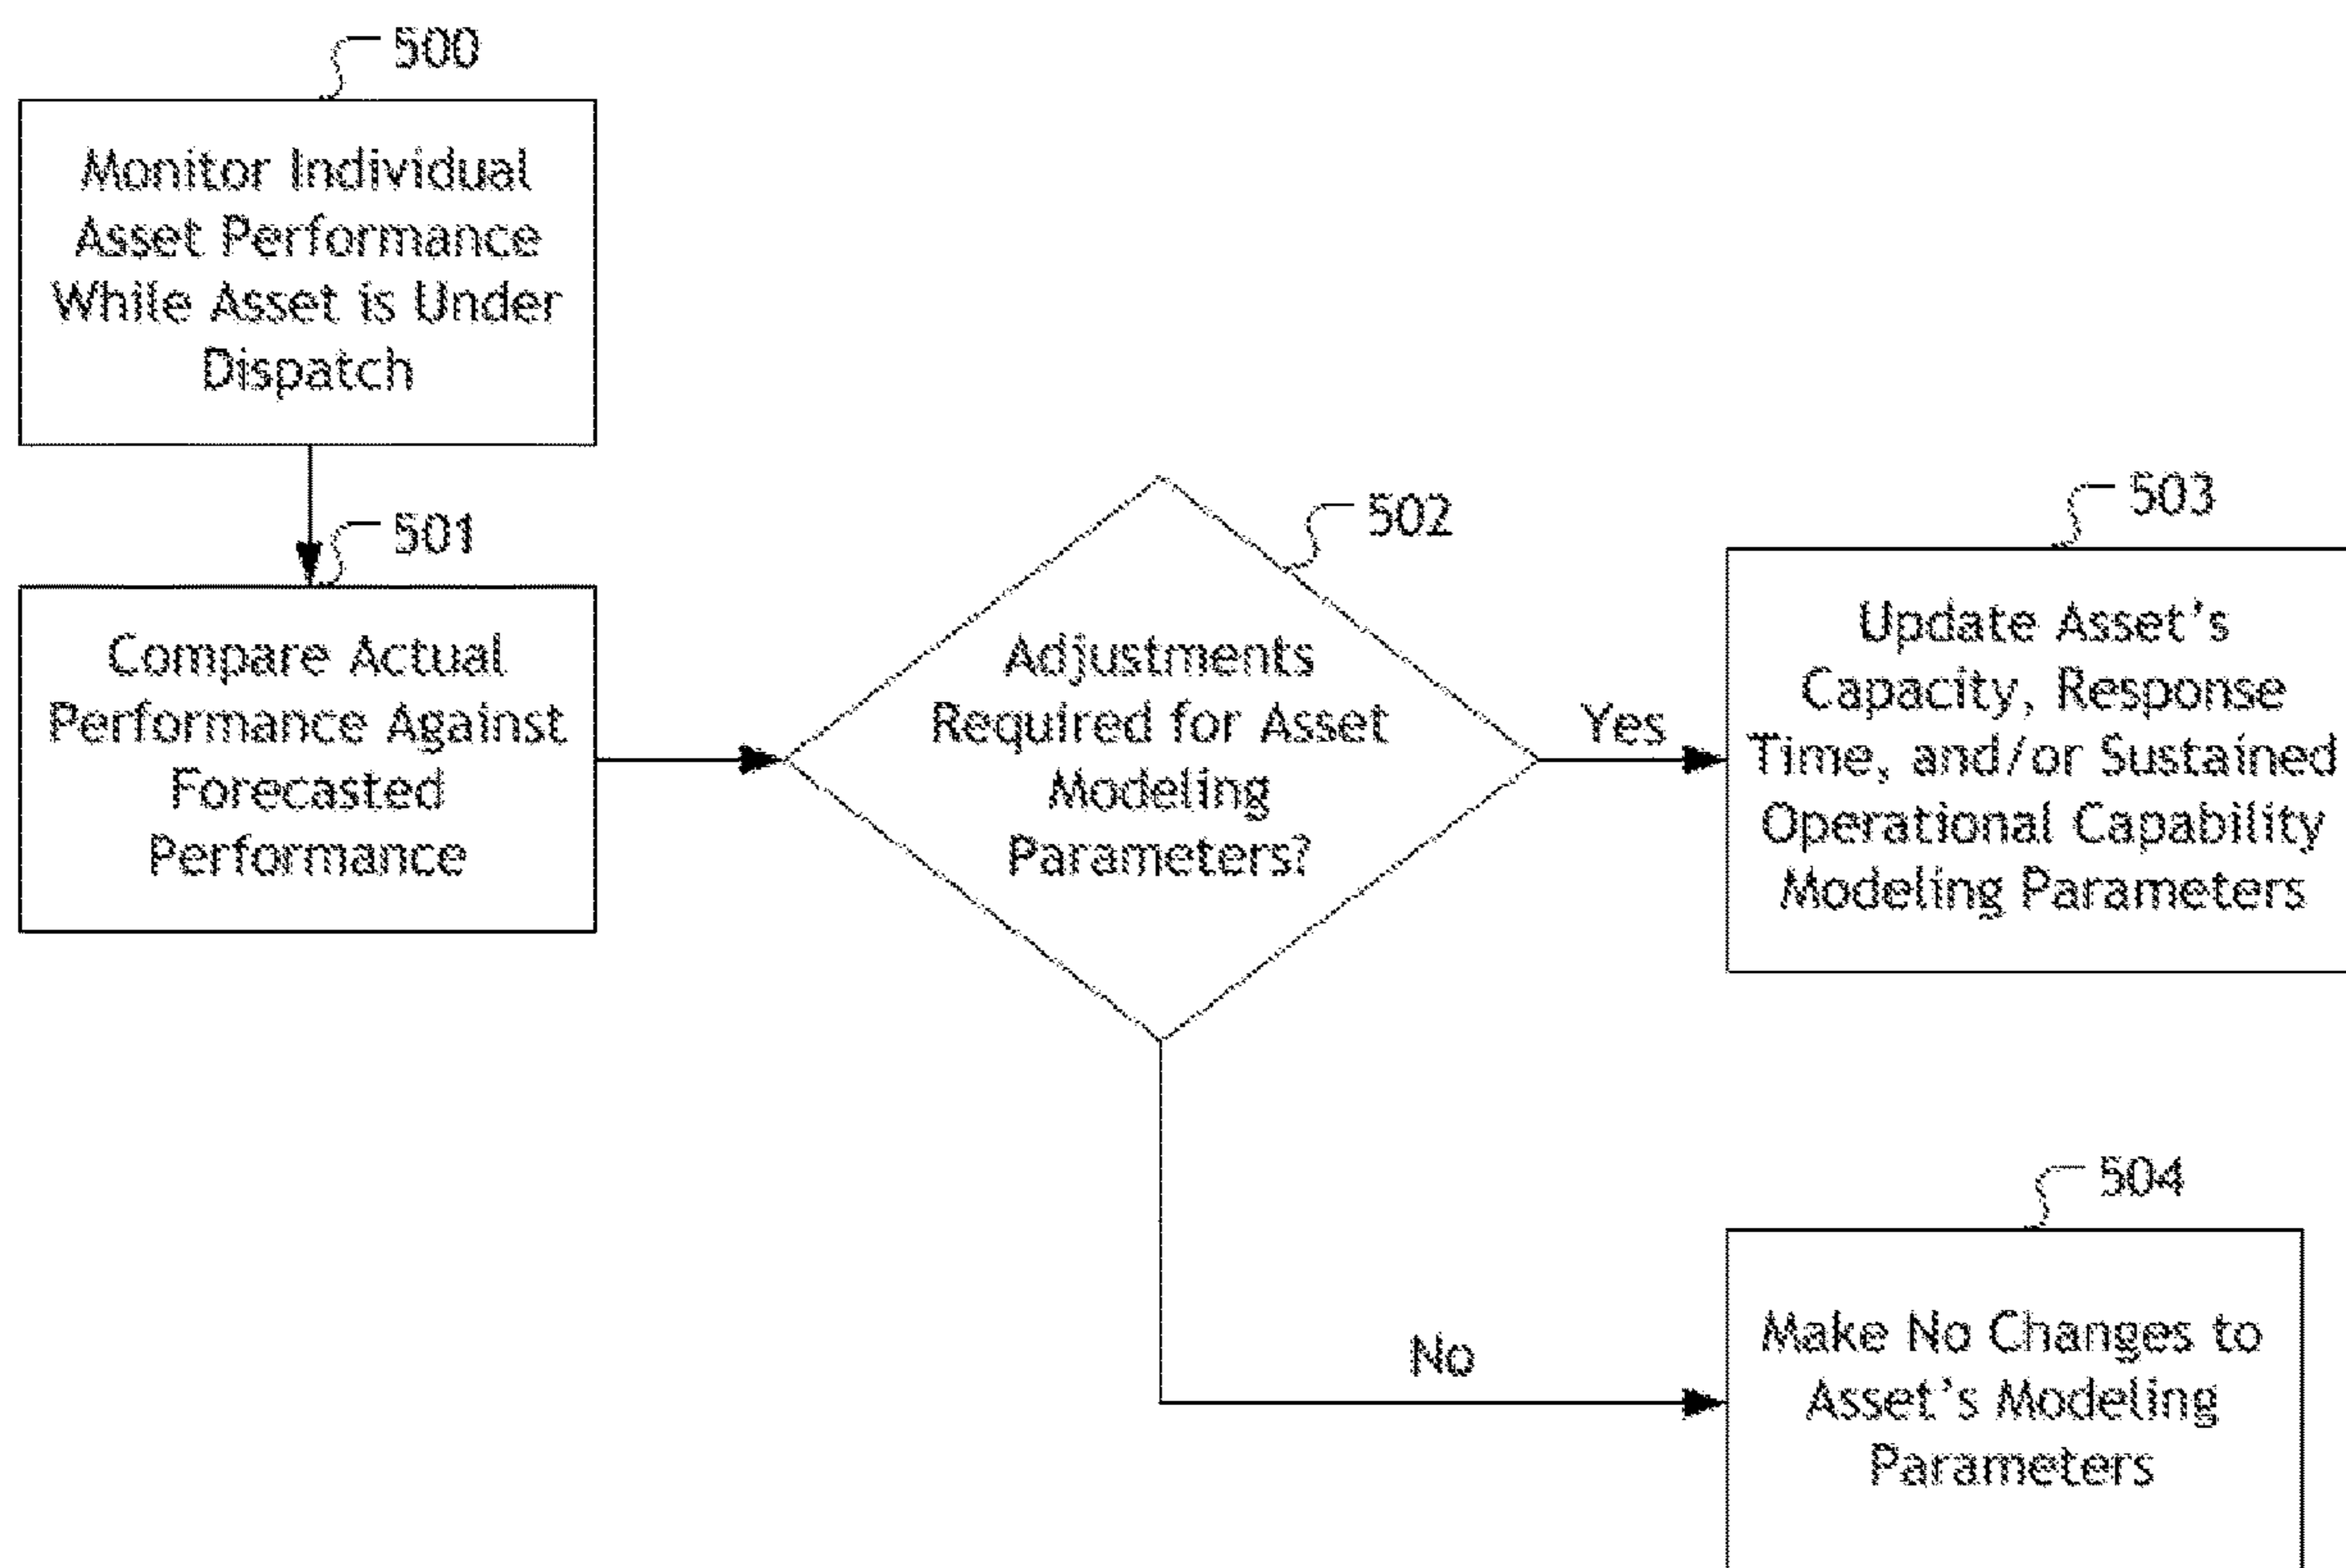 500
Monitor Individual
Asset Performance
While Asset is Under
Dispatch
501
Compare Actual
Performance Against
Forecasted
Performance
502
Adjustments
Required for Asset
Modeling
Parameters?
Yes
503
Update Asset's
Capacity, Response
Time, and/or Sustained
Operational Capability
Modeling Parameters
No
504
Make No Changes to
Asset's Modeling
Parameters